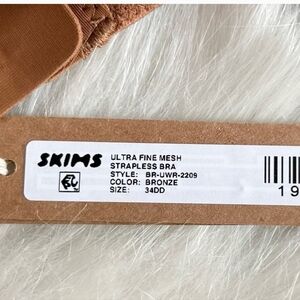 SKIMS
ULTRA FINE MESH
STRAPLESS BRA
STYLE: BR-UWR-2209
COLOR: BRONZE
SIZE: 34DD
19